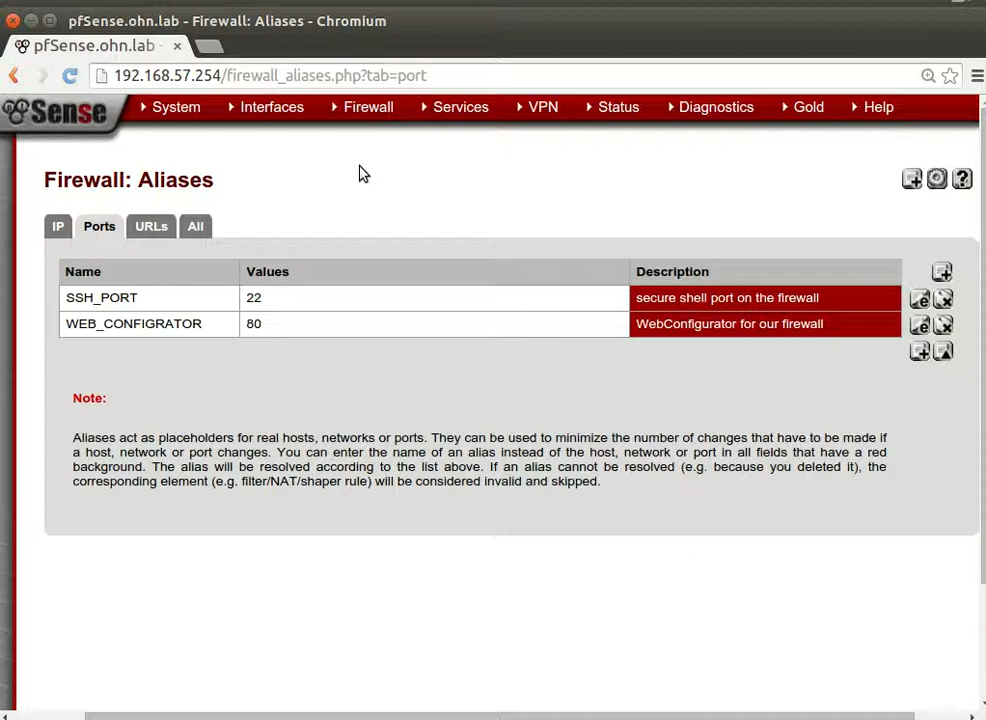 pfSense.ohn.lab - Firewall: Aliases - Chromium
pfSense.ohn.lab - ×
192.168.57.254/firewall_aliases.php?tab=port
Sense System Interfaces Firewall Services VPN Status Diagnostics Gold Help
Firewall: Aliases
IP Ports URLs All
Name Values Description
SSH_PORT 22 secure shell port on the firewall
WEB_CONFIGRATOR 80 WebConfigurator for our firewall
Note:
Aliases act as placeholders for real hosts, networks or ports. They can be used to minimize the number of changes that have to be made if
a host, network or port changes. You can enter the name of an alias instead of the host, network or port in all fields that have a red
background. The alias will be resolved according to the list above. If an alias cannot be resolved (e.g. because you deleted it), the
corresponding element (e.g. filter/NAT/shaper rule) will be considered invalid and skipped.